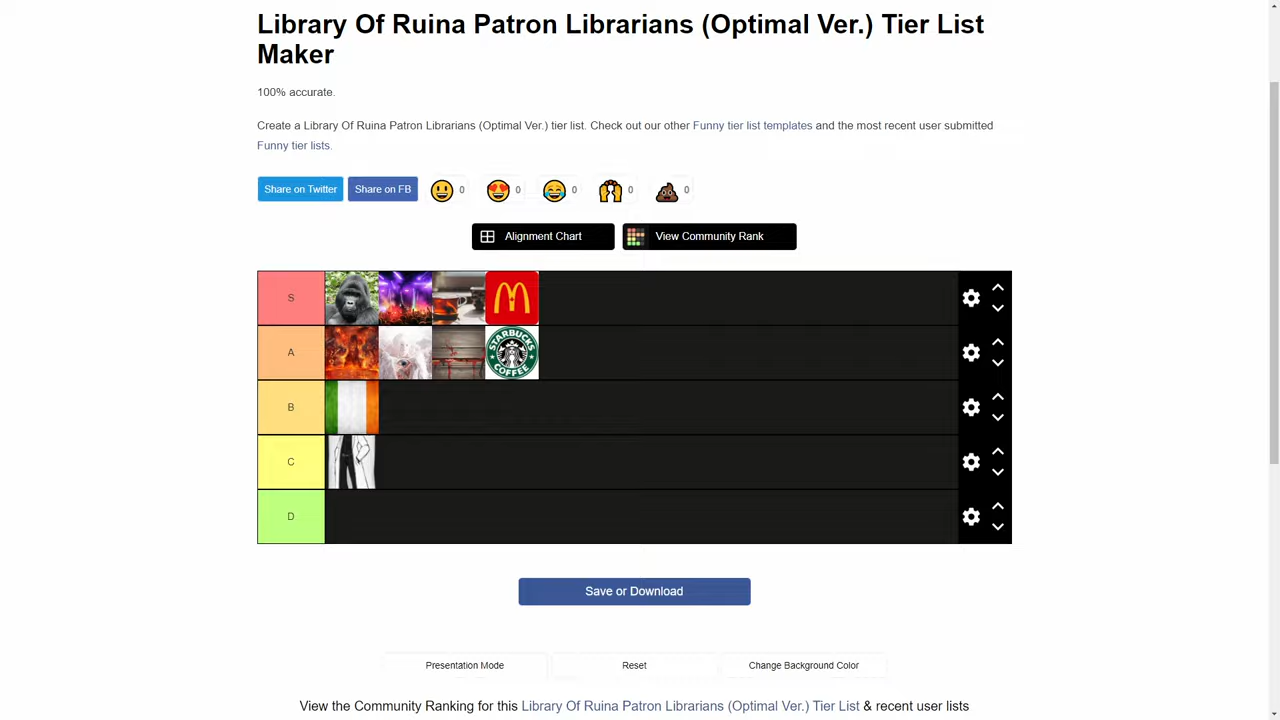 Library Of Ruina Patron Librarians (Optimal Ver.) Tier List
Maker
100% accurate.
Create a Library Of Ruina Patron Librarians (Optimal Ver.) tier list. Check out our other Funny tier list templates and the most recent user submitted
Funny tier lists.
Share on Twitter
Share on FB
0
0
0
0
0
Alignment Chart
View Community Rank
S
A
STARBUCKS
COFFEE
B
C
D
Save or Download
Presentation Mode
Reset
Change Background Color
View the Community Ranking for this Library Of Ruina Patron Librarians (Optimal Ver.) Tier List & recent user lists